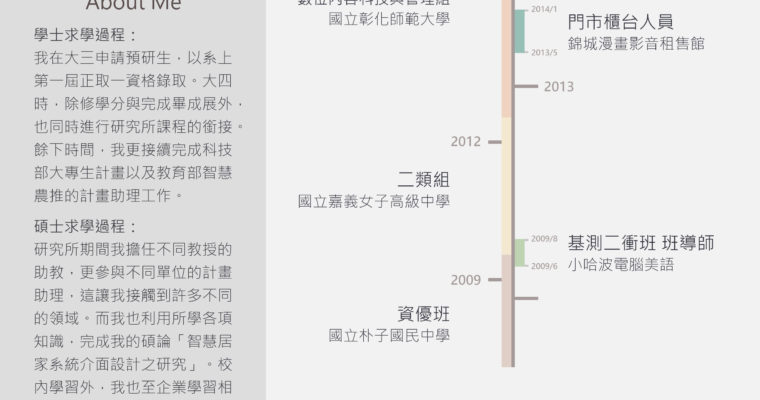 About Me
學士求學過程：
我在大三申請預研生，以系上
第一屆正取一資格錄取。大四
時，除修學分與完成畢成展外，
也同時進行研究所課程的銜接。
餘下時間，我更接續完成科技
部大專生計畫以及教育部智慧
農推的計畫助理工作。
碩士求學過程：
研究所期間我擔任不同教授的
助教，更參與不同單位的計畫
助理，這讓我接觸到許多不同
的領域。而我也利用所學各項
知識，完成我的碩論「智慧居
家系統介面設計之研究」。校
內學習外，我也至企業學習相
數位內容科技與管理組
國立彰化師範大學
2012
二類組
國立嘉義女子高級中學
2009
資優班
國立朴子國民中學
2014/1
門市櫃台人員
錦城漫畫影音租售館
2013/5
2013
2009/8
基測二衝班 班導師
小哈波電腦美語
2009/6